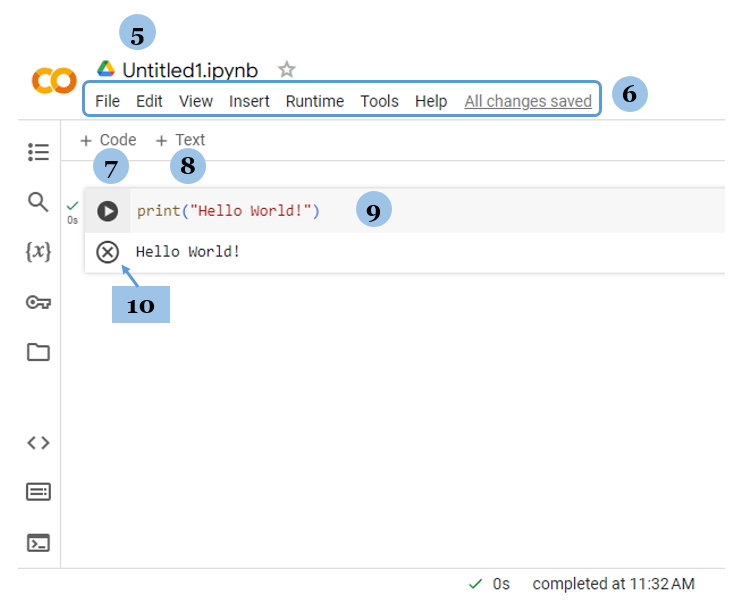 5
Untitled1.ipynb
File Edit View Insert Runtime Tools Help All changes saved
6
+ Code + Text
7
8
0s
print("Hello World!")
9
{x}
Hello World!
10
0s completed at 11:32 AM